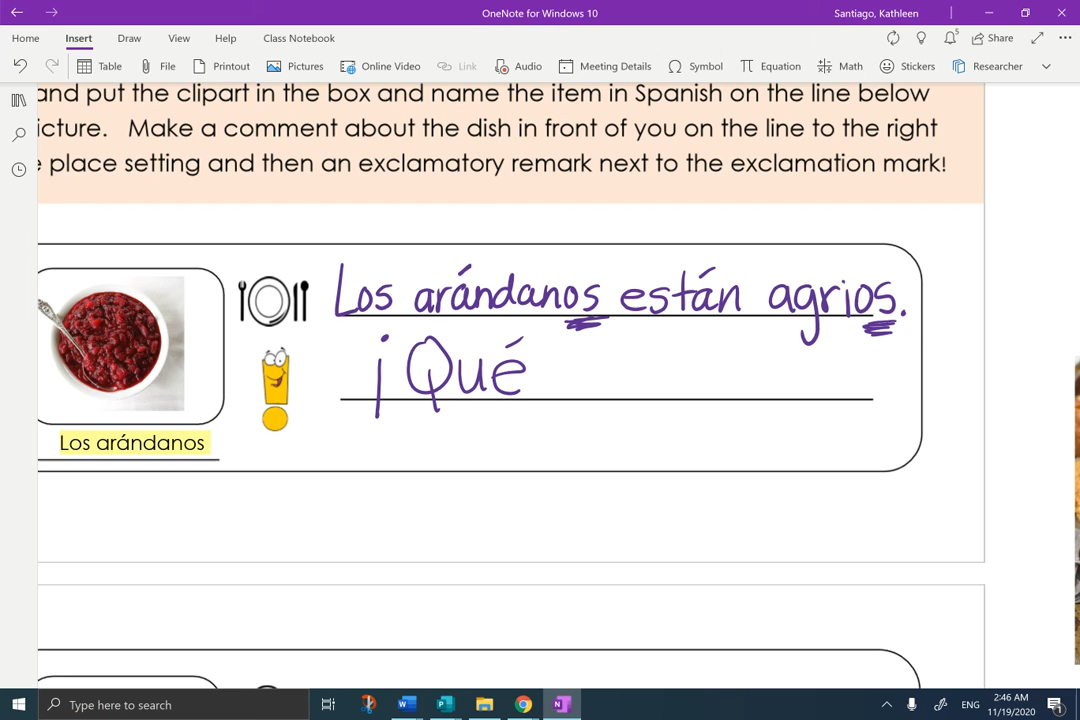 OneNote for Windows 10
Santiago, Kathleen
Home Insert Draw View Help Class Notebook
5 Share
Table File Printout Pictures Online Video Link Audio Meeting Details Symbol Equation Math Stickers Researcher
and put the clipart in the box and name the item in Spanish on the line below
icture. Make a comment about the dish in front of you on the line to the right
place setting and then an exclamatory remark next to the exclamation mark!
Los arándanos están agrios.
¡Qué
Los arándanos
Type here to search
ENG
2:46 AM
11/19/2020
1